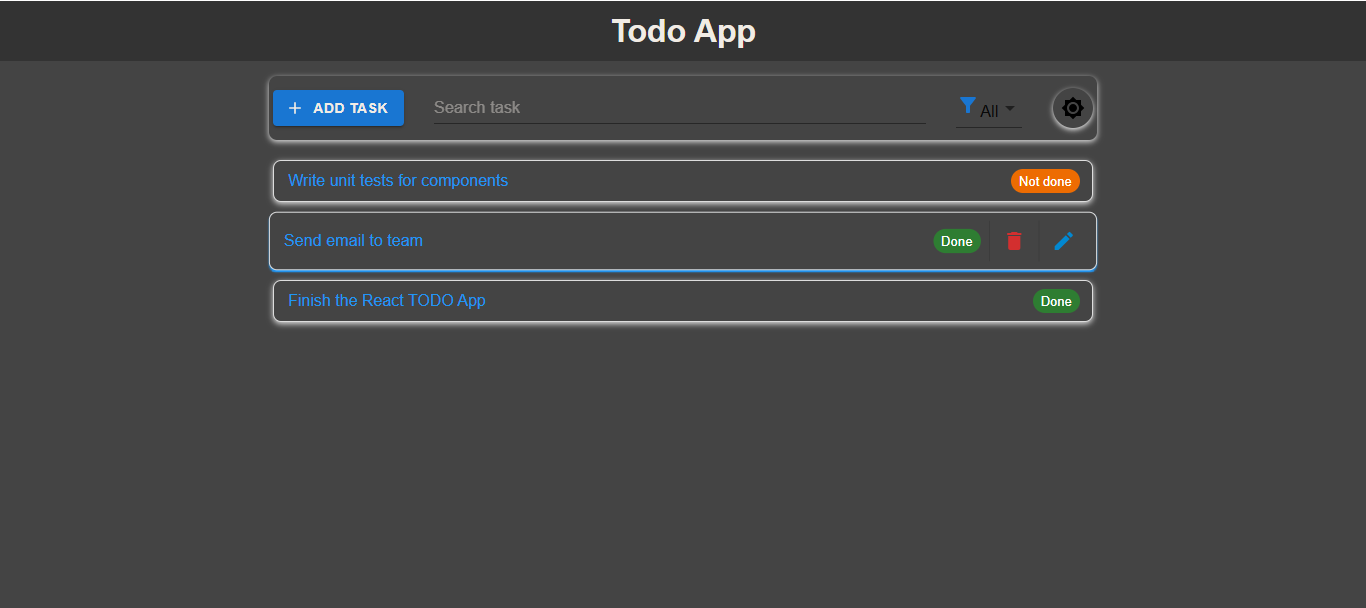 Todo App
ADD TASK Search task All
Write unit tests for components Not done
Send email to team Done
Finish the React TODO App Done